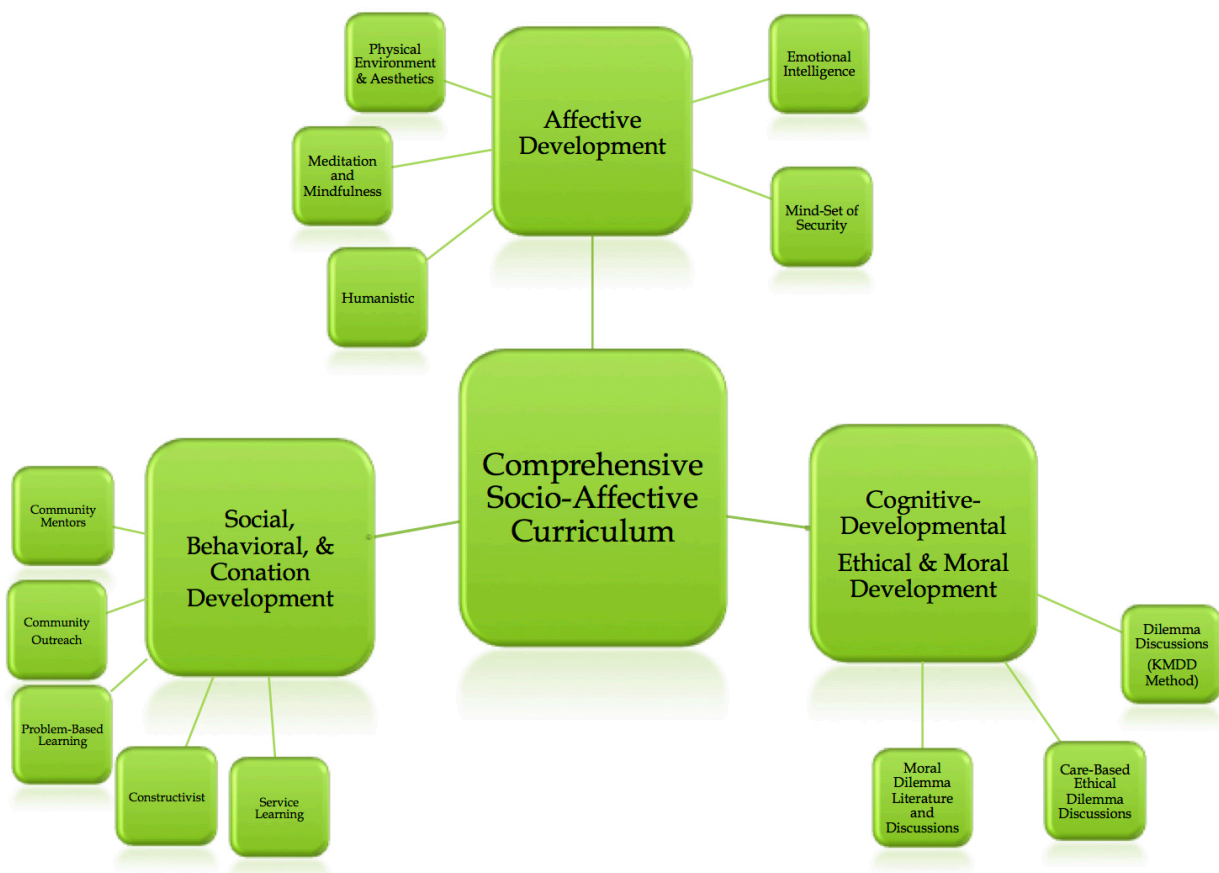 Physical
Environment
& Aesthetics
Emotional
Intelligence
Affective
Development
Meditation
and
Mindfulness
Mind-Set of
Security
Humanistic
Comprehensive
Socio-Affective
Curriculum
Social,
Behavioral, &
Conation
Development
Community
Mentors
Community
Outreach
Problem-Based
Learning
Constructivist
Service
Learning
Cognitive-
Developmental
Ethical & Moral
Development
Dilemma
Discussions
(KMDD
Method)
Moral
Dilemma
Literature
and
Discussions
Care-Based
Ethical
Dilemma
Discussions